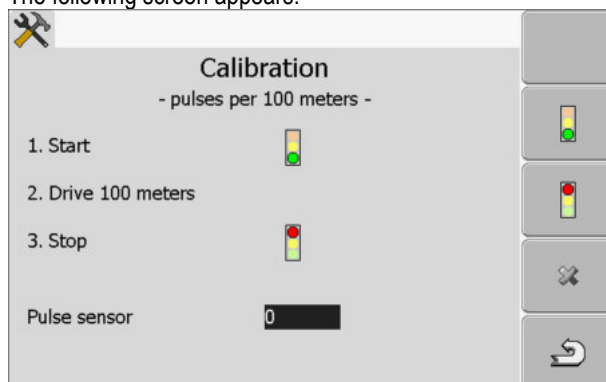 The following screen appears:
Calibration
- pulses per 100 meters -
1. Start
2. Drive 100 meters
3. Stop
Pulse sensor
0